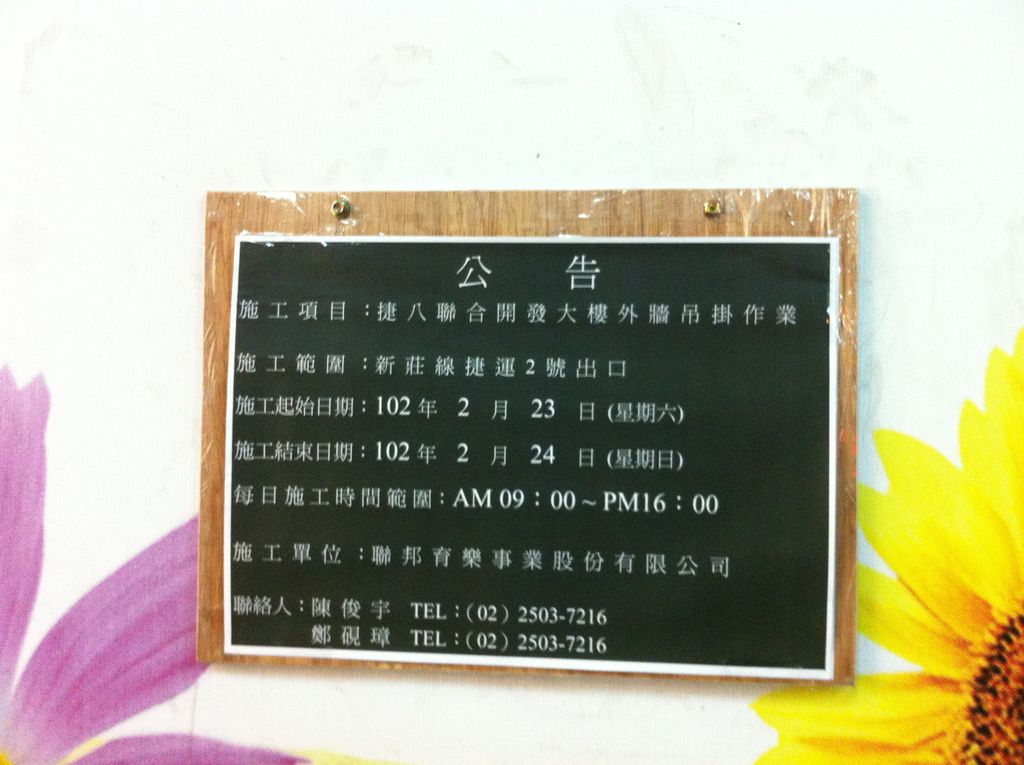 公告
施工項目：捷八聯合開發大樓外牆吊掛作業
施工範圍：新莊線捷運2號出口
施工起始日期：102年 2 月 23 日 (星期六)
施工結束日期：102年 2 月 24 日 (星期日)
每日施工時間範圍：AM 09：00 ~ PM16：00
施工單位：聯邦育樂事業股份有限公司
聯絡人：陳俊宇 TEL：(02) 2503-7216
鄭硯璋 TEL：(02) 2503-7216